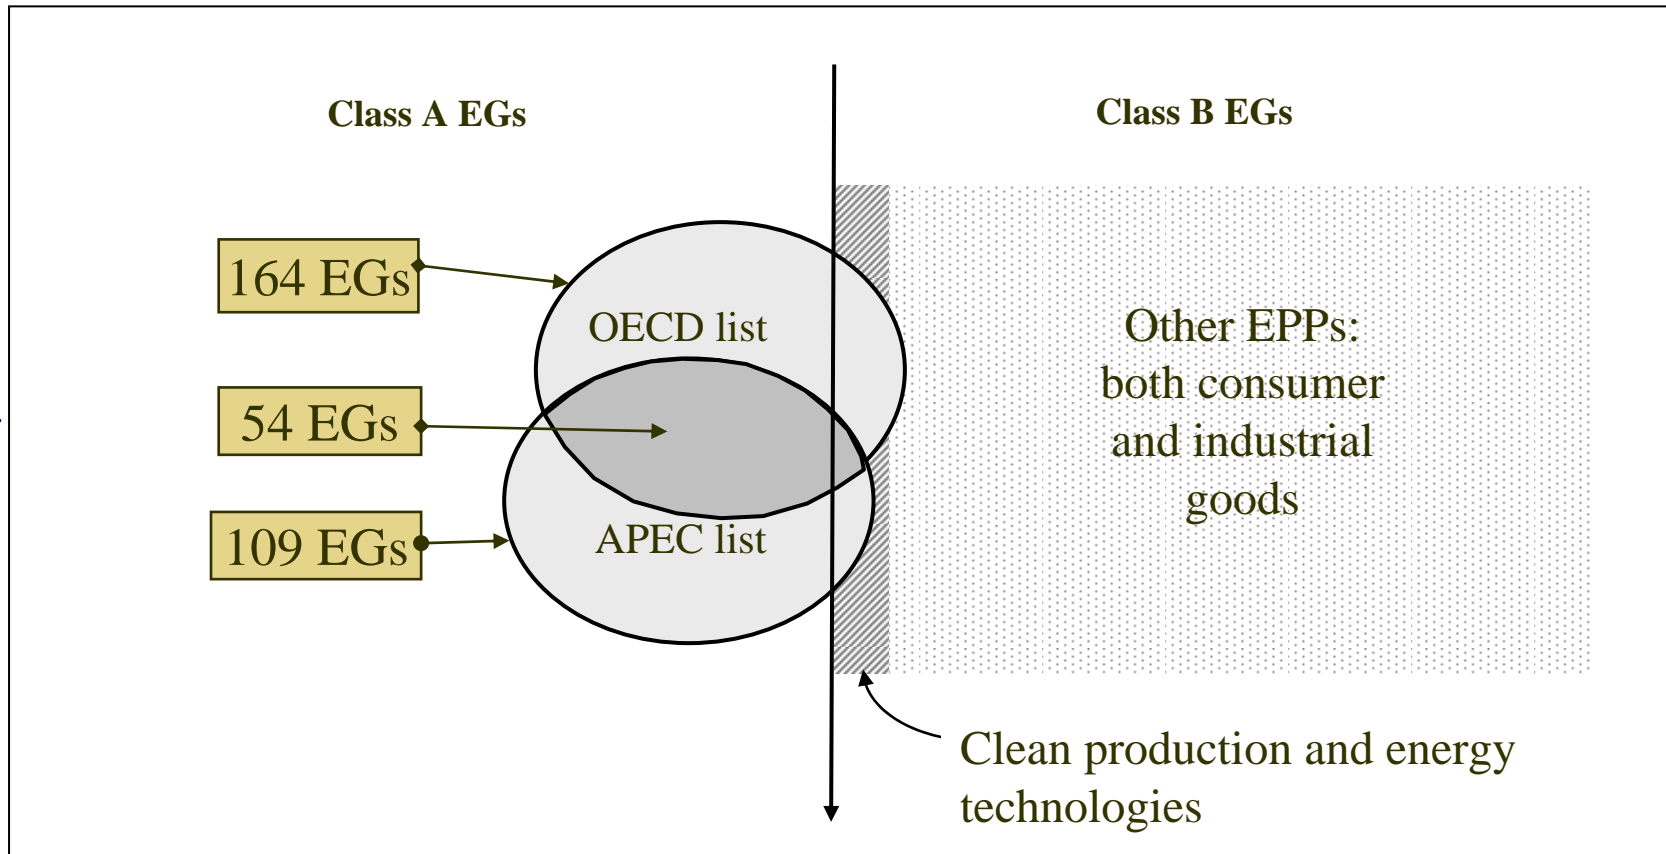 Class A EGs
Class B EGs
164 EGs
OECD list
54 EGs
109 EGs
APEC list
Other EPPs:
both consumer
and industrial
goods
Clean production and energy
technologies